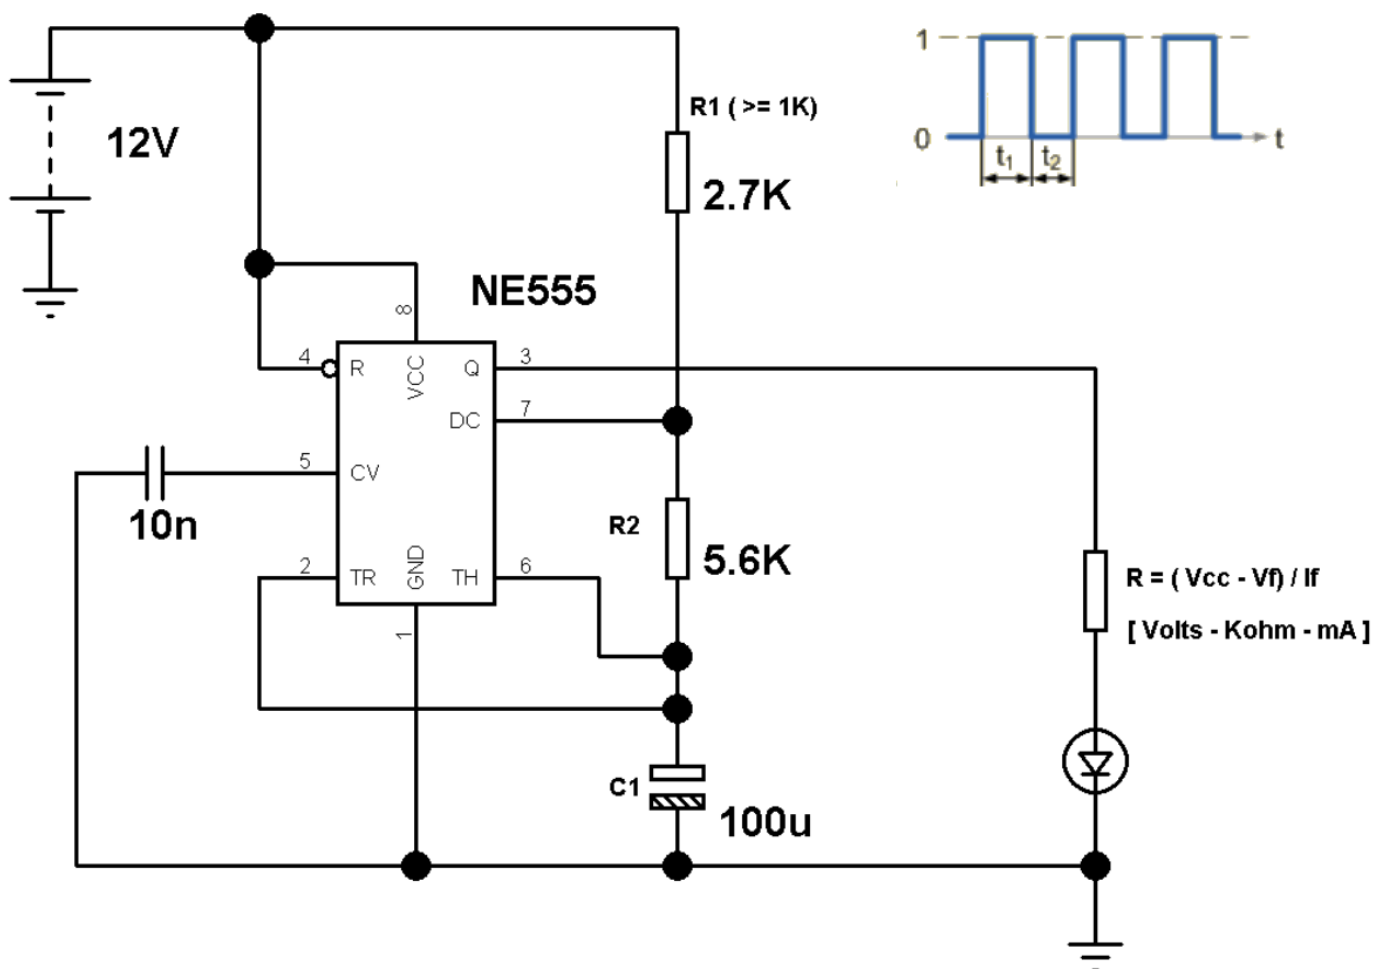 1
0
t
t1
t2
R1 ( >= 1K)
12V
2.7K
NE555
8
4
R
VCC
Q
3
DC
7
5
CV
10n
R2
5.6K
2
TR
GND
TH
6
1
R = ( Vcc - Vf) / If
[ Volts - Kohm - mA ]
C1
100u